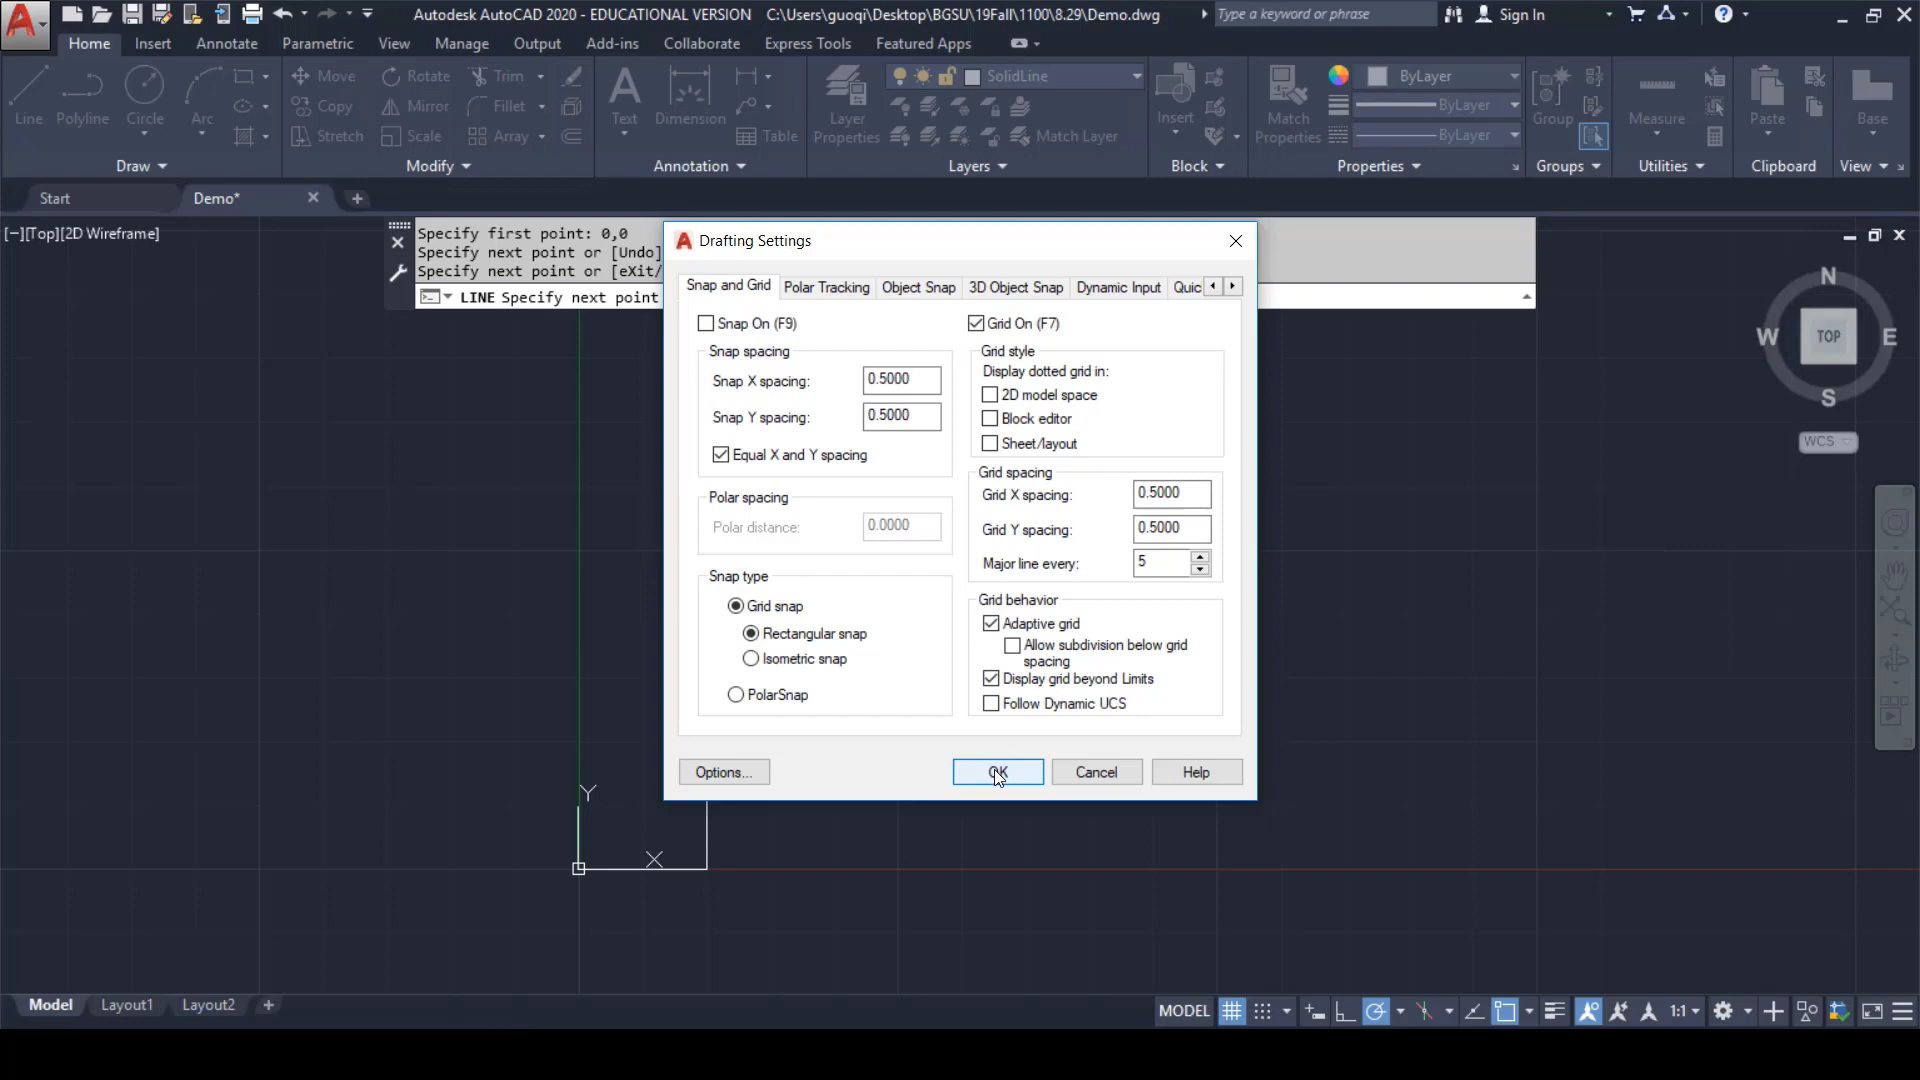 Autodesk AutoCAD 2020 - EDUCATIONAL VERSION C:\Users\guoqi\Desktop\BGSU\19Fall\1100\8.29\Demo.dwg
Type a keyword or phrase
Sign In
Home Insert Annotate Parametric View Manage Output Add-ins Collaborate Express Tools Featured Apps
Line Polyline Circle Arc
Move Rotate Trim
Copy Mirror Fillet
Stretch Scale Array
Text Dimension Table
Layer Properties
SolidLine
Match Layer
Insert
Match Properties
ByLayer
ByLayer
ByLayer
Group
Measure
Paste
Base
Draw Modify Annotation Layers Block Properties Groups Utilities Clipboard View
Start Demo*
[−][Top][2D Wireframe]
Specify first point: 0,0
Specify next point or [Undo]
Specify next point or [eXit/
LINE Specify next point
Drafting Settings
Snap and Grid Polar Tracking Object Snap 3D Object Snap Dynamic Input Quic
Snap On (F9)
Snap spacing
Snap X spacing: 0.5000
Snap Y spacing: 0.5000
Equal X and Y spacing
Polar spacing
Polar distance: 0.0000
Snap type
Grid snap
Rectangular snap
Isometric snap
PolarSnap
Grid On (F7)
Grid style
Display dotted grid in:
2D model space
Block editor
Sheet/layout
Grid spacing
Grid X spacing: 0.5000
Grid Y spacing: 0.5000
Major line every: 5
Grid behavior
Adaptive grid
Allow subdivision below grid
spacing
Display grid beyond Limits
Follow Dynamic UCS
Options... OK Cancel Help
N
W TOP E
S
WCS
Y
X
Model Layout1 Layout2
MODEL 1:1